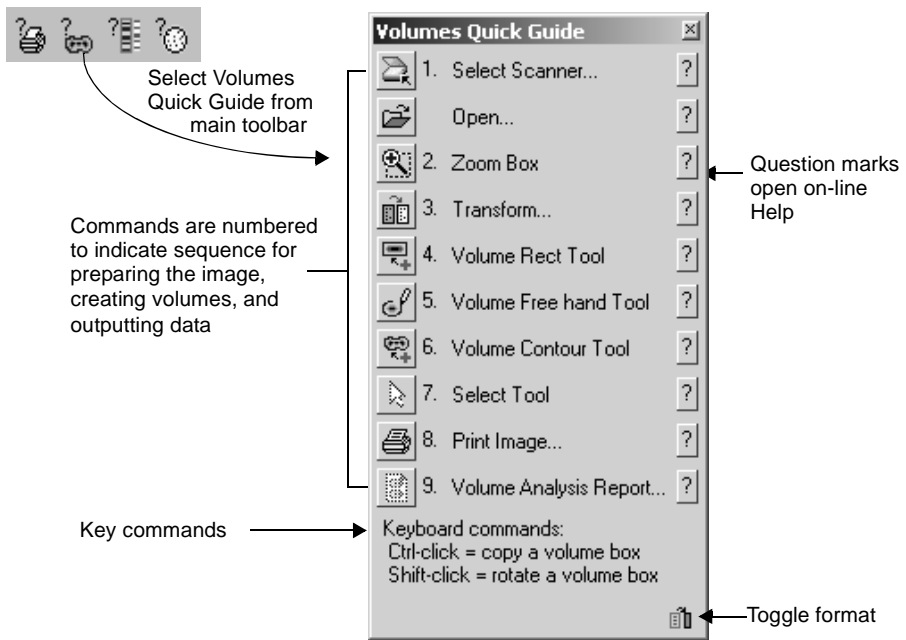 ? ? ? ?
Select Volumes
Quick Guide from
main toolbar
Commands are numbered
to indicate sequence for
preparing the image,
creating volumes, and
outputting data
Key commands
Volumes Quick Guide
1. Select Scanner... ?
Open... ?
2. Zoom Box ?
3. Transform... ?
4. Volume Rect Tool ?
5. Volume Free hand Tool ?
6. Volume Contour Tool ?
7. Select Tool ?
8. Print Image... ?
9. Volume Analysis Report... ?
Keyboard commands:
Ctrl-click = copy a volume box
Shift-click = rotate a volume box
Question marks
open on-line
Help
Toggle format